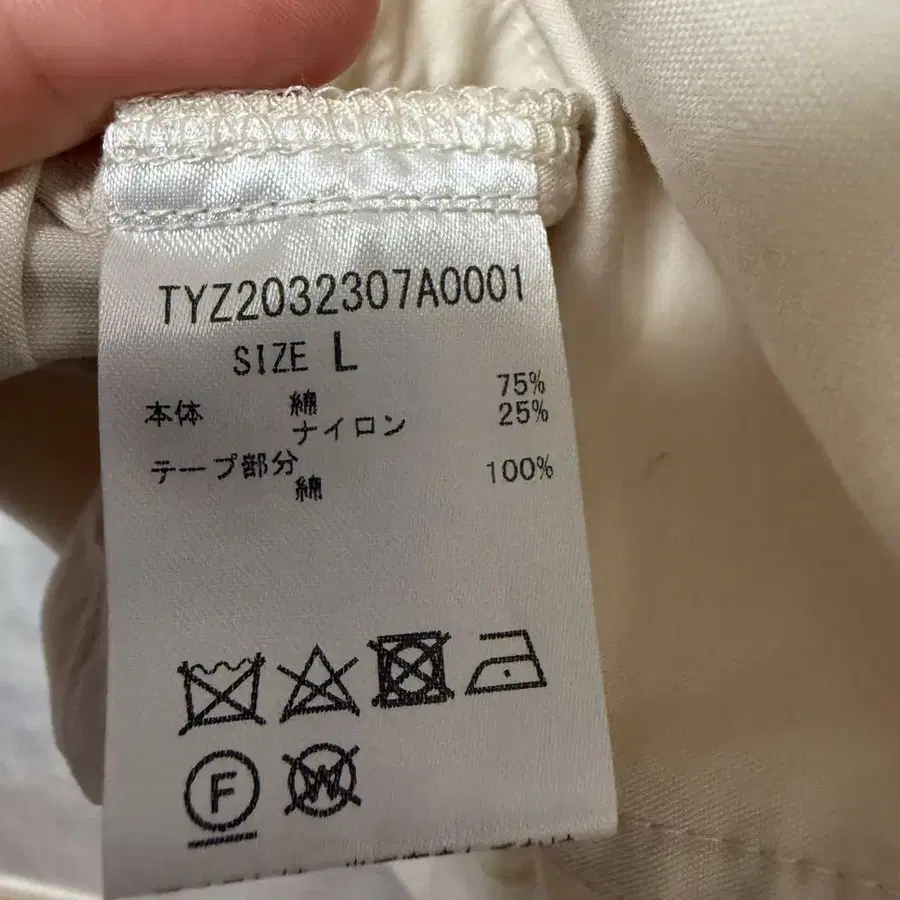 TYZ2032307A0001
SIZE L
本体 綿 75%
ナイロン 25%
テープ部分
綿 100%
F W